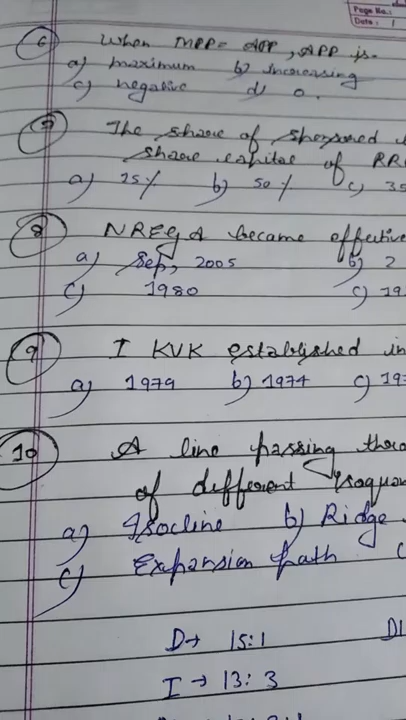 Page No.:
Date:
6 When MPP = APP, APP is.
a) maximum b) increasing
c) negative d) 0.
7 The share of
share capital of RR
a) 25% b) 50% c) 35
8 NREGA became effective
a) Sep, 2005 b) 2
c) 1980 c) 19
9 I KVK established in
a) 1979 b) 1974 c) 197
10 A line passing thro
of different isoquan
a) Isocline b) Ridge
c) Expansion path
D → 15:1 D
I → 13:3